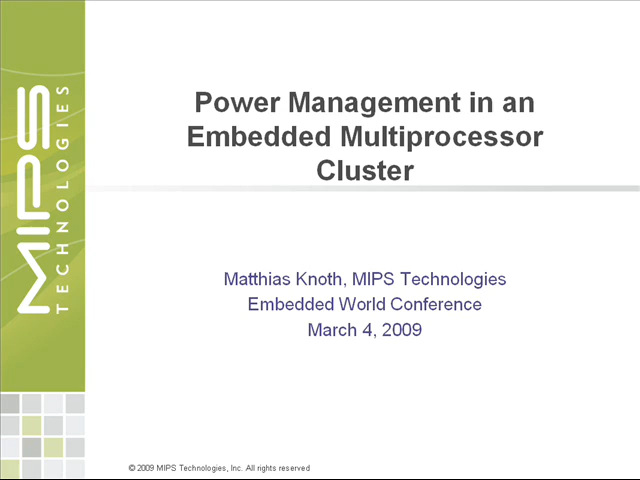 MIPS
TECHNOLOGIES
Power Management in an
Embedded Multiprocessor
Cluster
Matthias Knoth, MIPS Technologies
Embedded World Conference
March 4, 2009
© 2009 MIPS Technologies, Inc. All rights reserved